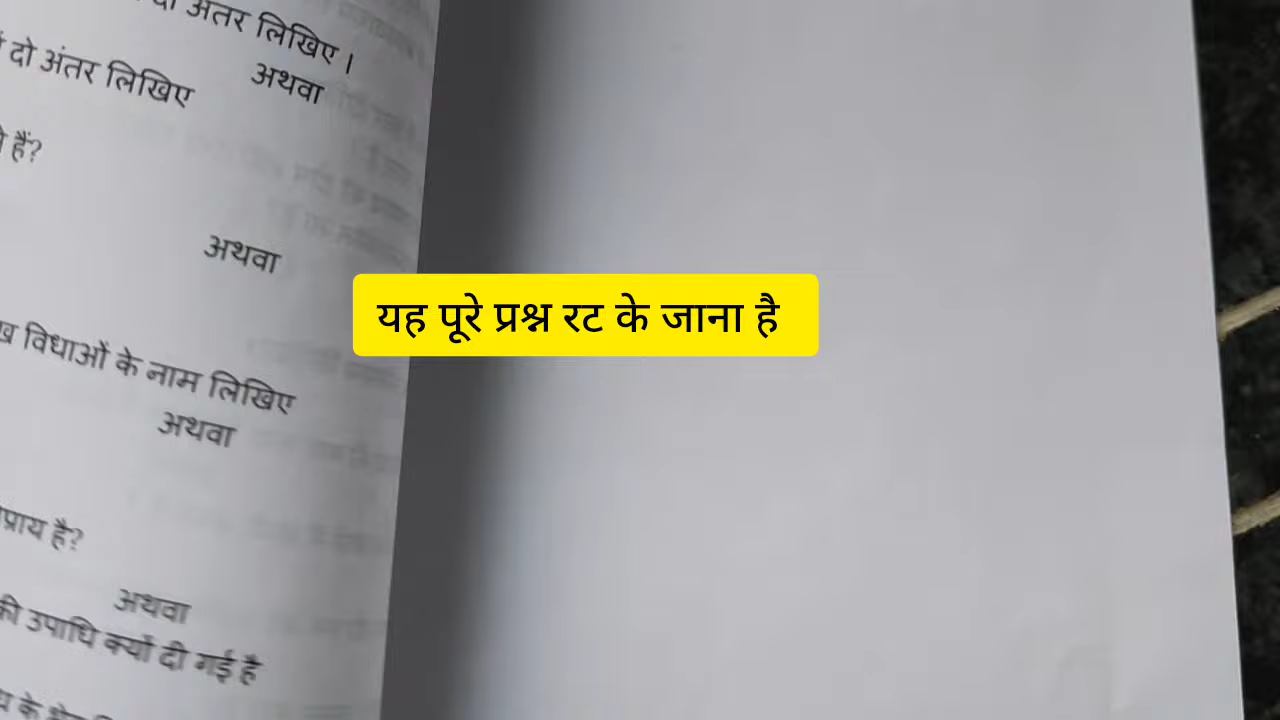 दो अंतर लिखिए ।
अथवा
दो अंतर लिखिए
हैं?
अथवा
यह पूरे प्रश्न रट के जाना है
विधाओं के नाम लिखिए
अथवा
है?
अथवा
की उपाधि क्यों दी गई है
के